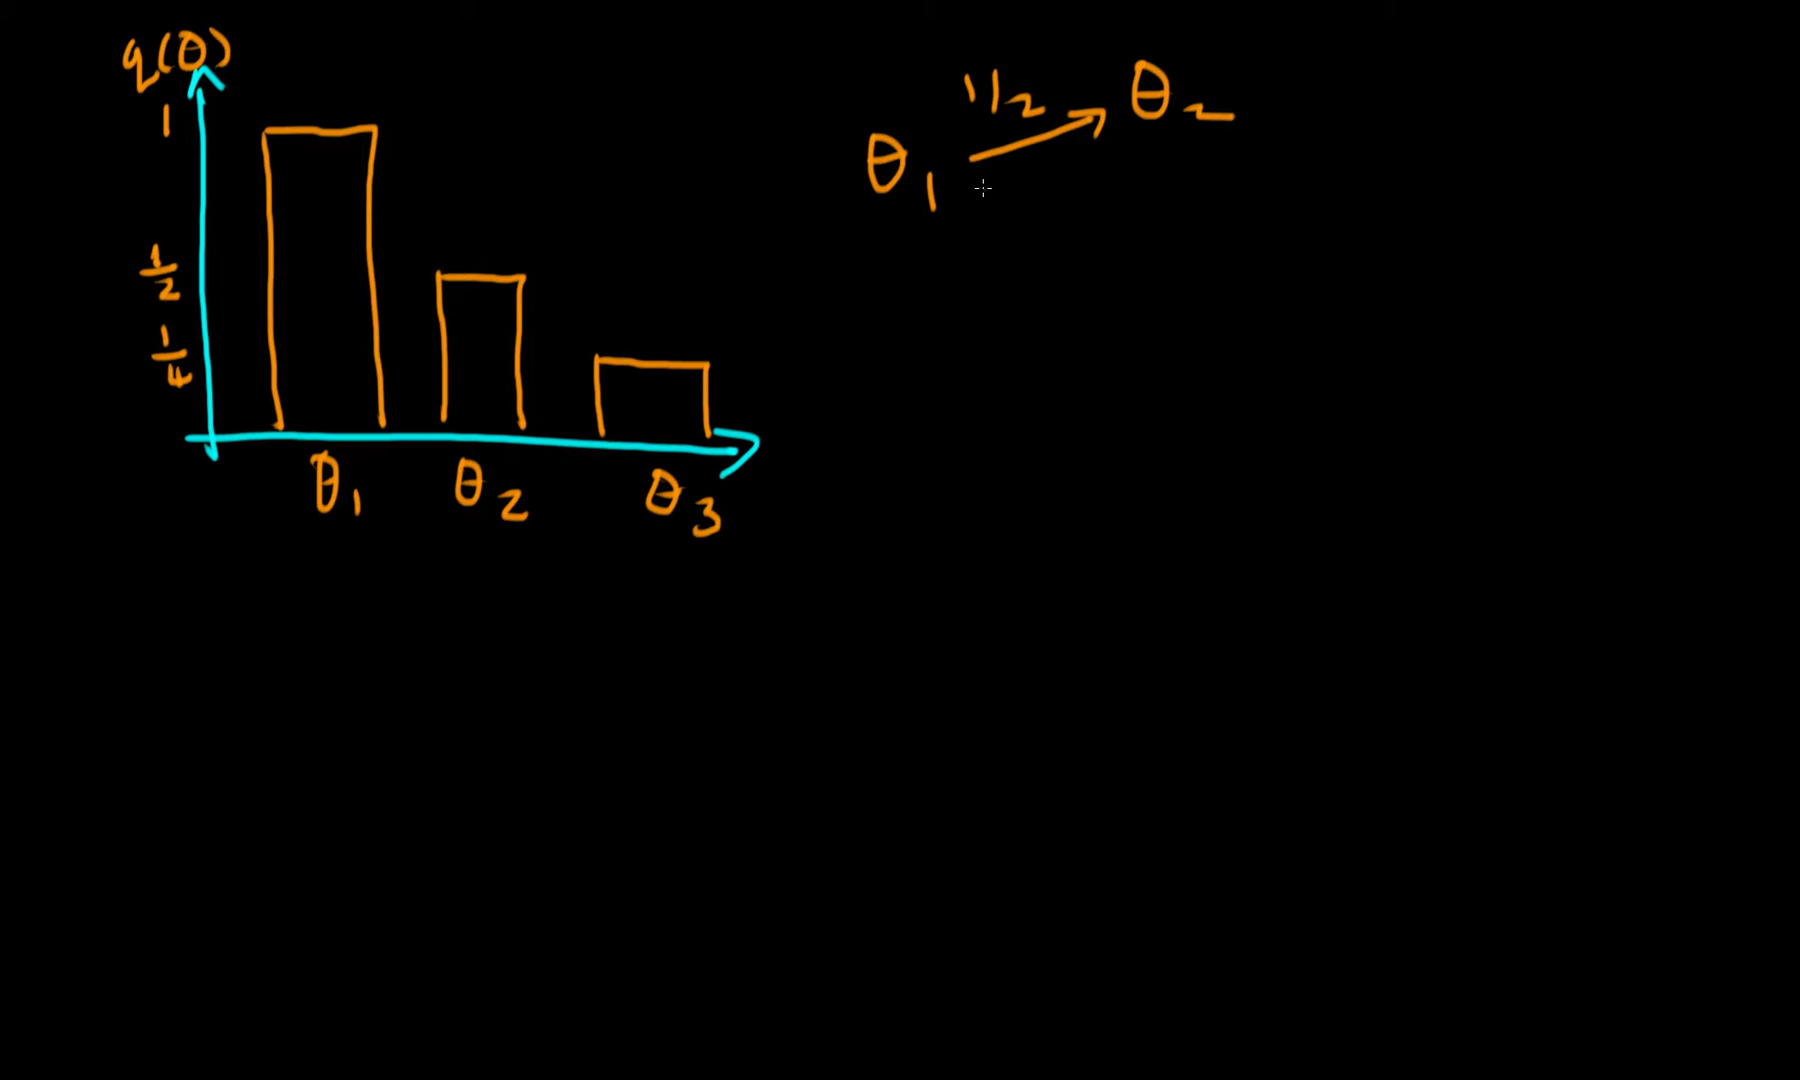 q(θ)
1
1/2
1/4
θ₁ θ₂ θ₃
1/2
θ₁ → θ₂